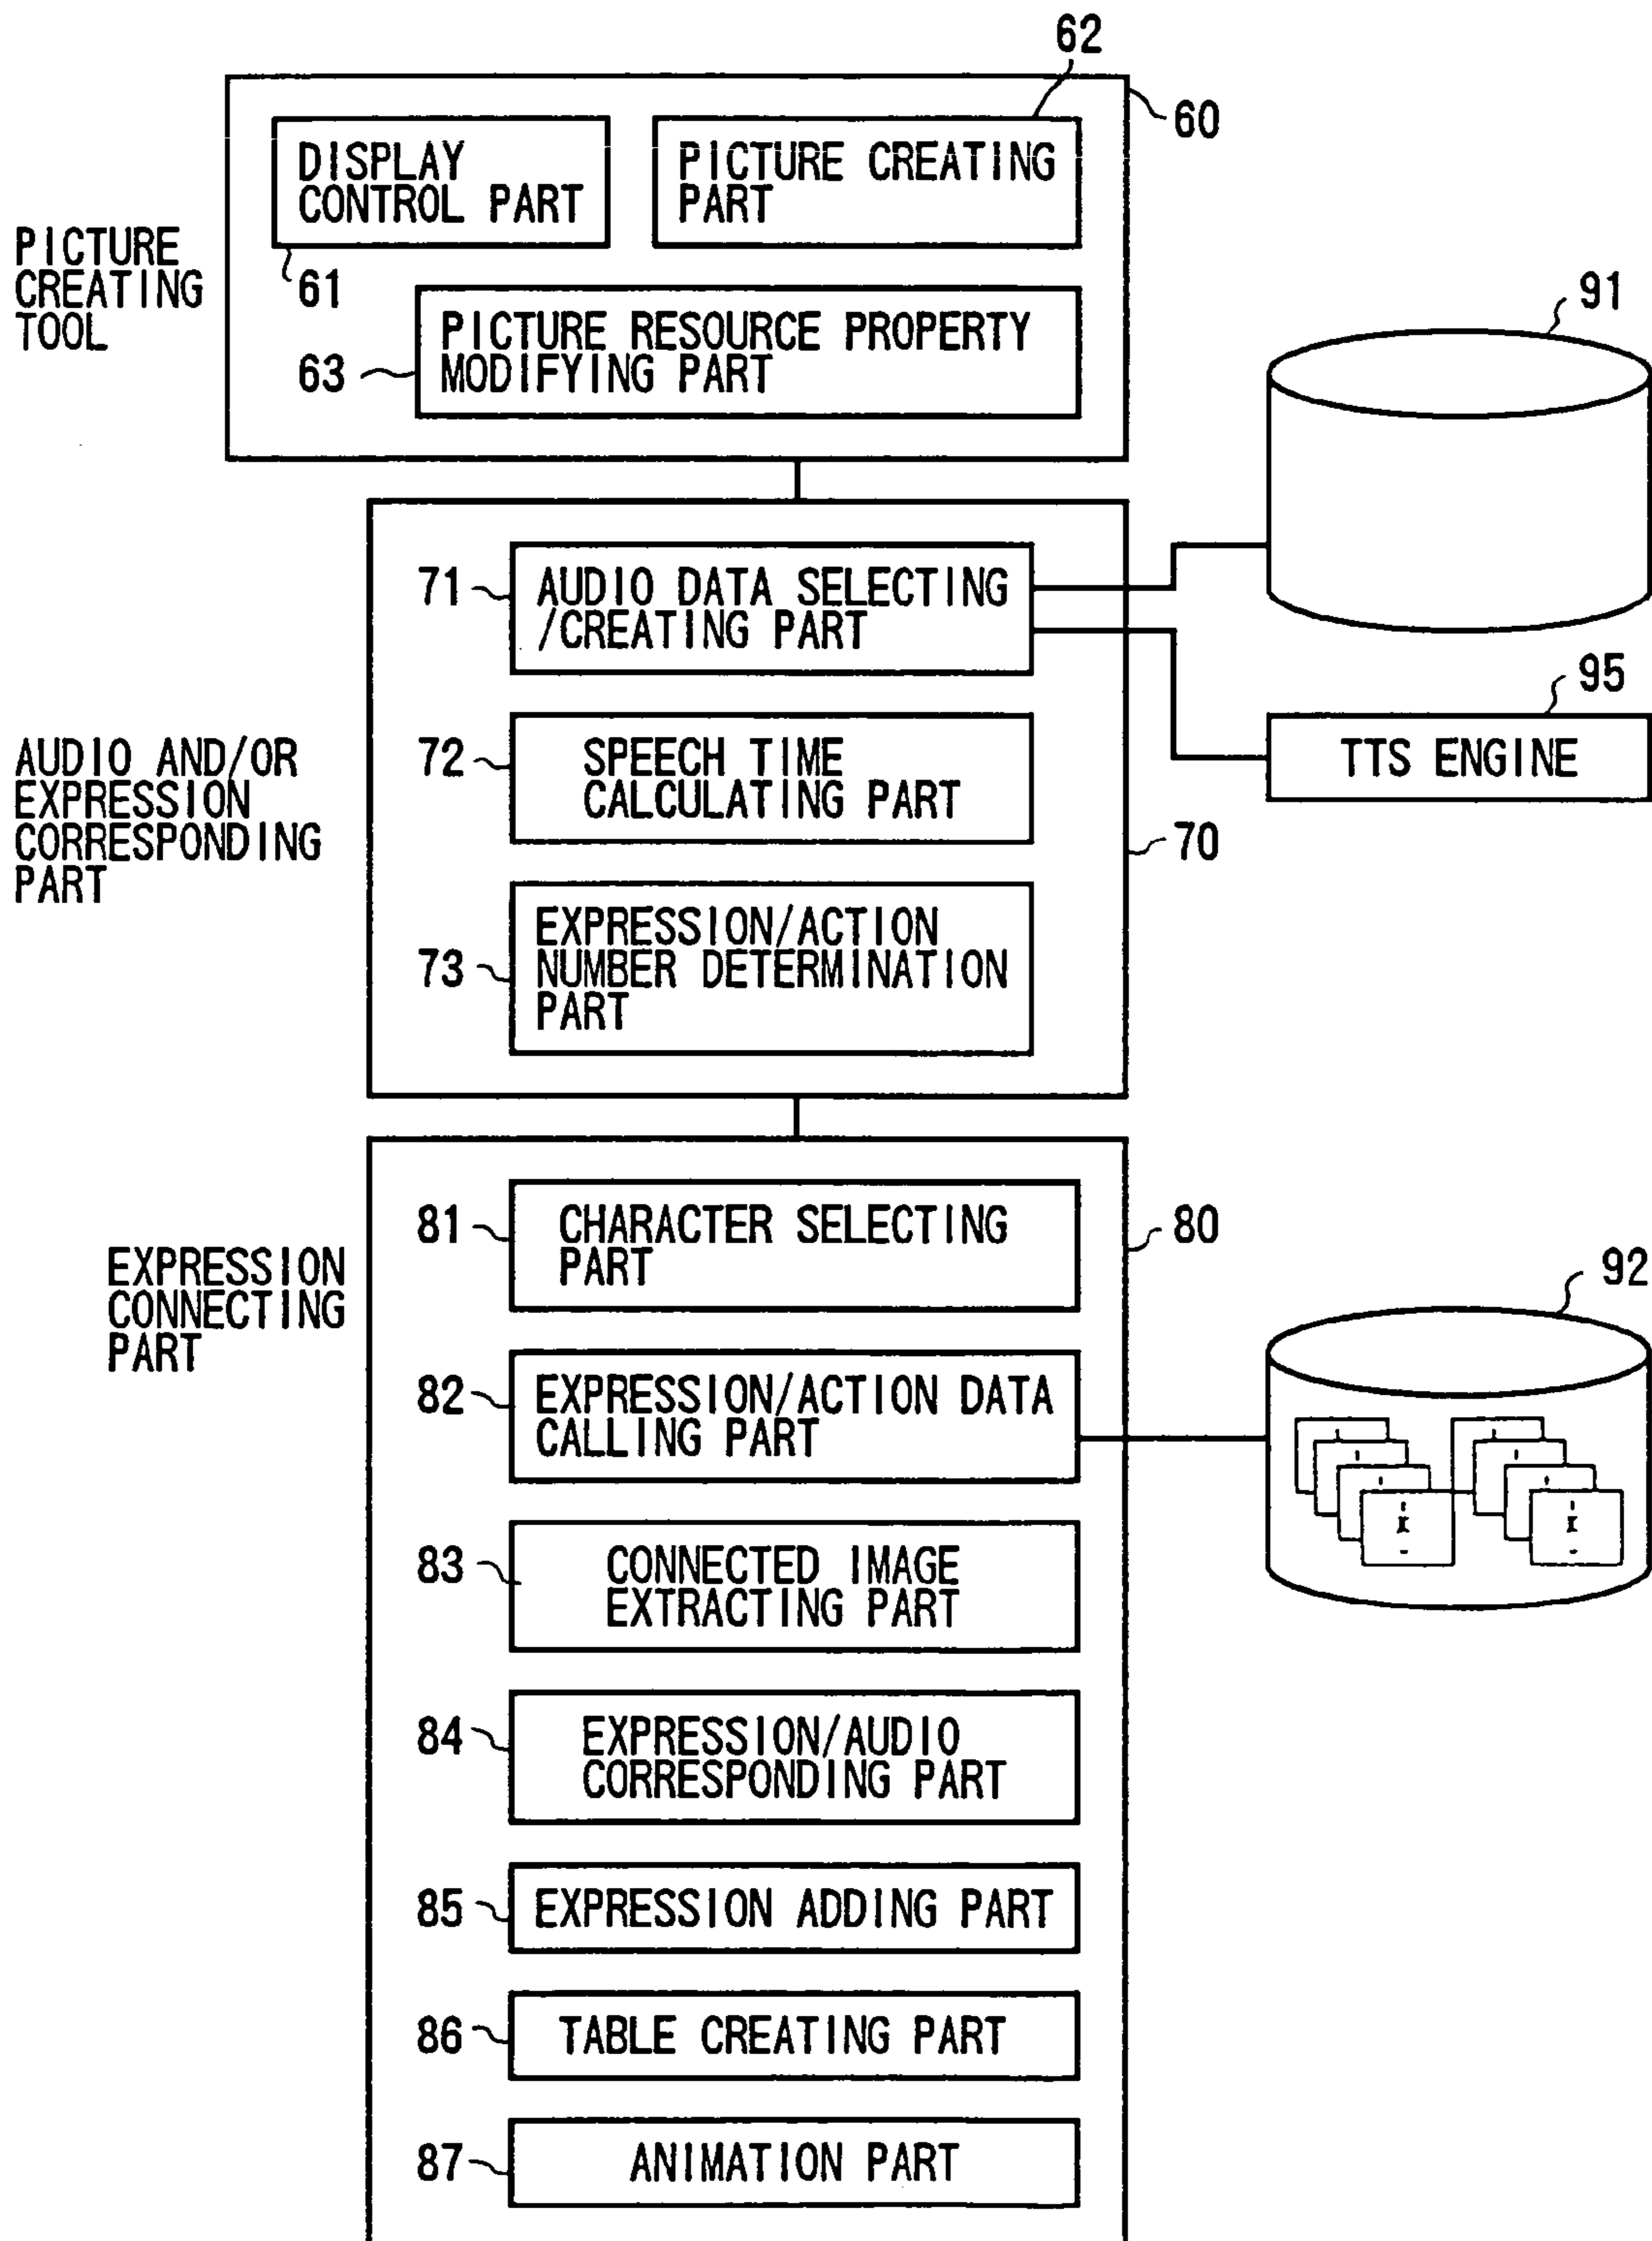 62
60
DISPLAY
CONTROL PART
PICTURE CREATING
PART
PICTURE
CREATING
TOOL
61
PICTURE RESOURCE PROPERTY
MODIFYING PART
63
91
71
AUDIO DATA SELECTING
/CREATING PART
95
TTS ENGINE
AUDIO AND/OR
EXPRESSION
CORRESPONDING
PART
72
SPEECH TIME
CALCULATING PART
70
73
EXPRESSION/ACTION
NUMBER DETERMINATION
PART
81
CHARACTER SELECTING
PART
80
EXPRESSION
CONNECTING
PART
92
82
EXPRESSION/ACTION DATA
CALLING PART
83
CONNECTED IMAGE
EXTRACTING PART
84
EXPRESSION/AUDIO
CORRESPONDING PART
85
EXPRESSION ADDING PART
86
TABLE CREATING PART
87
ANIMATION PART